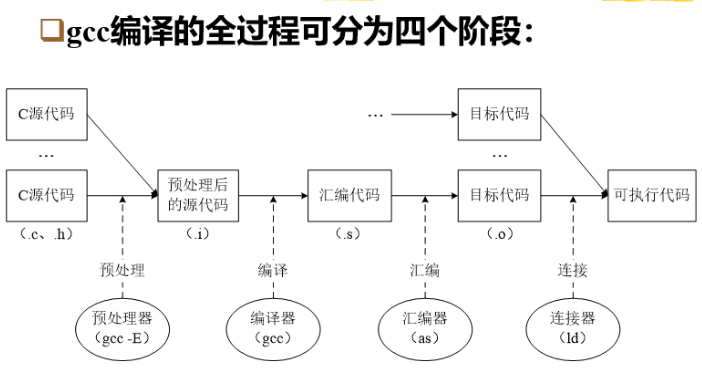 ❑gcc编译的全过程可分为四个阶段：
C源代码
…
目标代码
…
…
C源代码
预处理后
的源代码
汇编代码
目标代码
可执行代码
（.c、.h）
（.i）
（.s）
（.o）
预处理
编译
汇编
连接
预处理器
（gcc -E）
编译器
（gcc）
汇编器
（as）
连接器
（ld）